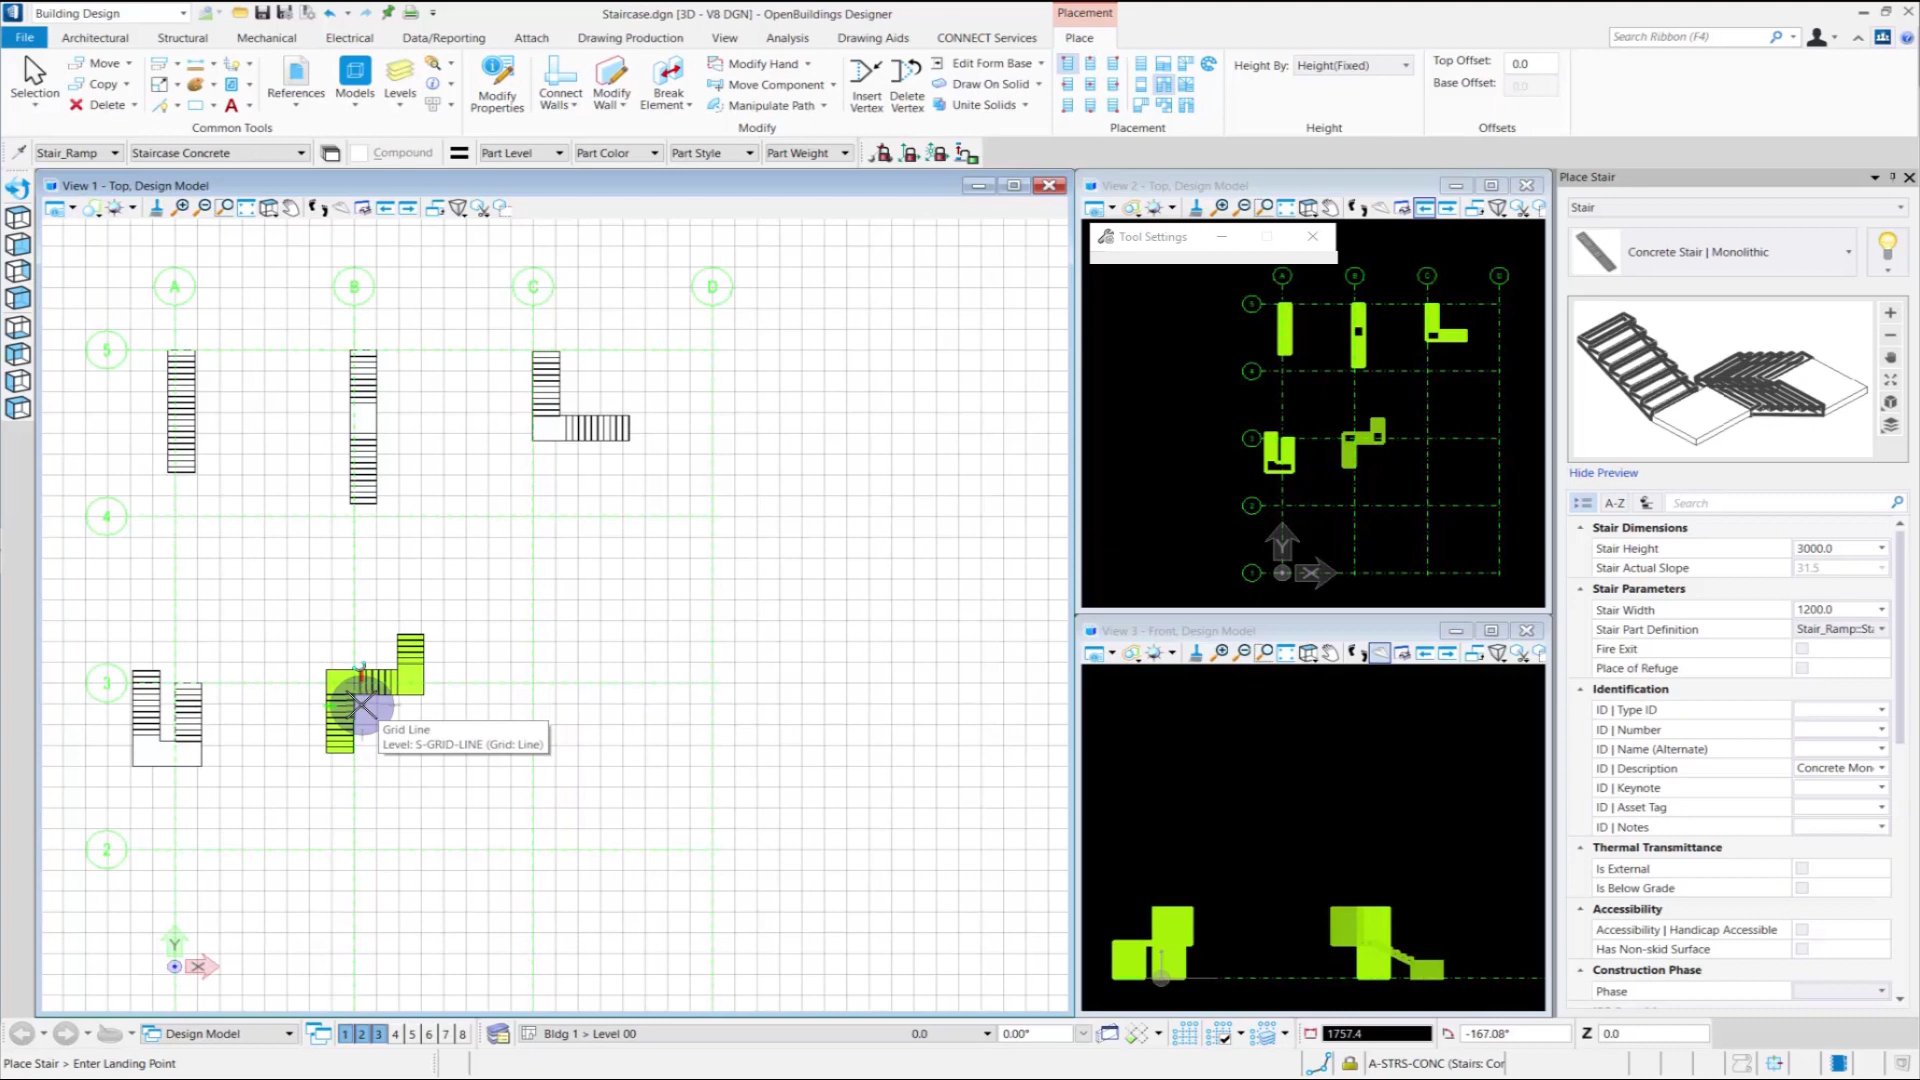 Building Design
Staircase.dgn [3D - V8 DGN] - OpenBuildings Designer
Placement
File
Architectural
Structural
Mechanical
Electrical
Data/Reporting
Attach
Drawing Production
View
Analysis
Drawing Aids
CONNECT Services
Place
Search Ribbon (F4)
Selection
Move
Copy
Delete
References
Models
Levels
Common Tools
Modify Properties
Connect Walls
Modify Wall
Break Element
Modify Hand
Move Component
Manipulate Path
Insert Vertex
Delete Vertex
Edit Form Base
Draw On Solid
Unite Solids
Modify
Placement
Height By:
Height(Fixed)
Height
Top Offset:
0.0
Base Offset:
0.0
Offsets
Stair_Ramp
Staircase Concrete
Compound
Part Level
Part Color
Part Style
Part Weight
View 1 - Top, Design Model
A
B
C
D
5
4
3
2
Grid Line
Level: S-GRID-LINE (Grid: Line)
Y
X
View 2 - Top, Design Model
Tool Settings
Y
X
View 3 - Front, Design Model
Place Stair
Stair
Concrete Stair | Monolithic
Hide Preview
A-Z
Search
Stair Dimensions
Stair Height 3000.0
Stair Actual Slope 31.5
Stair Parameters
Stair Width 1200.0
Stair Part Definition Stair_Ramp::Sta
Fire Exit
Place of Refuge
Identification
ID | Type ID
ID | Number
ID | Name (Alternate)
ID | Description Concrete Mon
ID | Keynote
ID | Asset Tag
ID | Notes
Thermal Transmittance
Is External
Is Below Grade
Accessibility
Accessibility | Handicap Accessible
Has Non-skid Surface
Construction Phase
Phase
Design Model
1 2 3 4 5 6 7 8
Bldg 1 > Level 00
0.0
0.00°
1757.4
-167.08°
Z 0.0
Place Stair > Enter Landing Point
A-STRS-CONC (Stairs: Cor